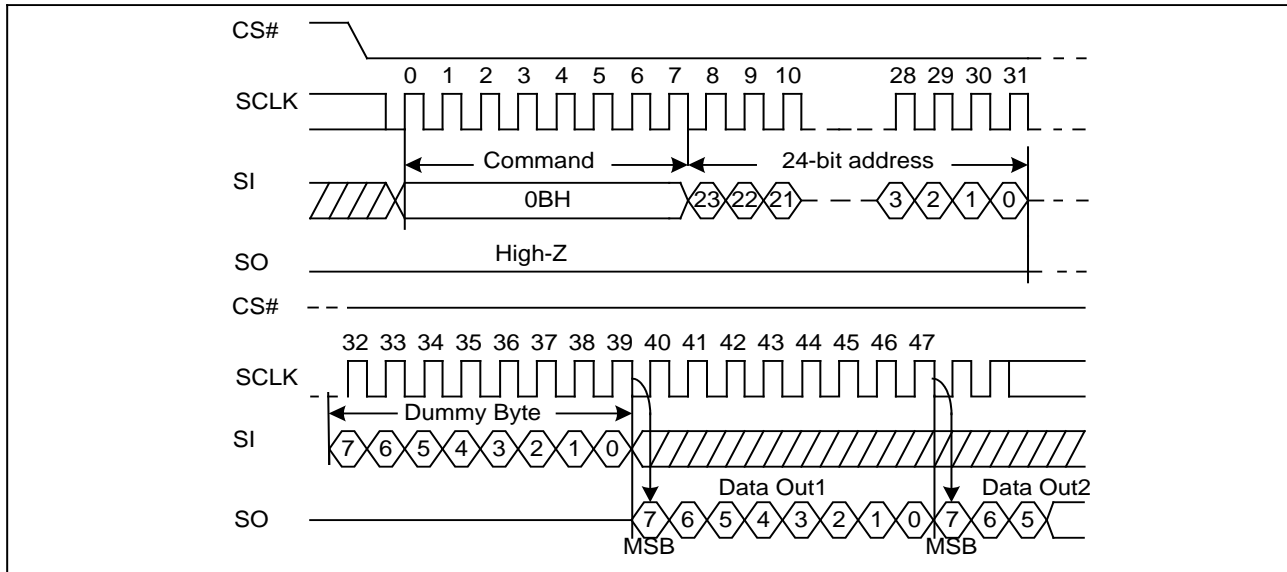 CS#
0 1 2 3 4 5 6 7 8 9 10 28 29 30 31
SCLK
Command 24-bit address
SI 0BH 23 22 21 3 2 1 0
High-Z
SO
CS#
32 33 34 35 36 37 38 39 40 41 42 43 44 45 46 47
SCLK
Dummy Byte
SI 7 6 5 4 3 2 1 0
Data Out1 Data Out2
SO 7 6 5 4 3 2 1 0 7 6 5
MSB MSB